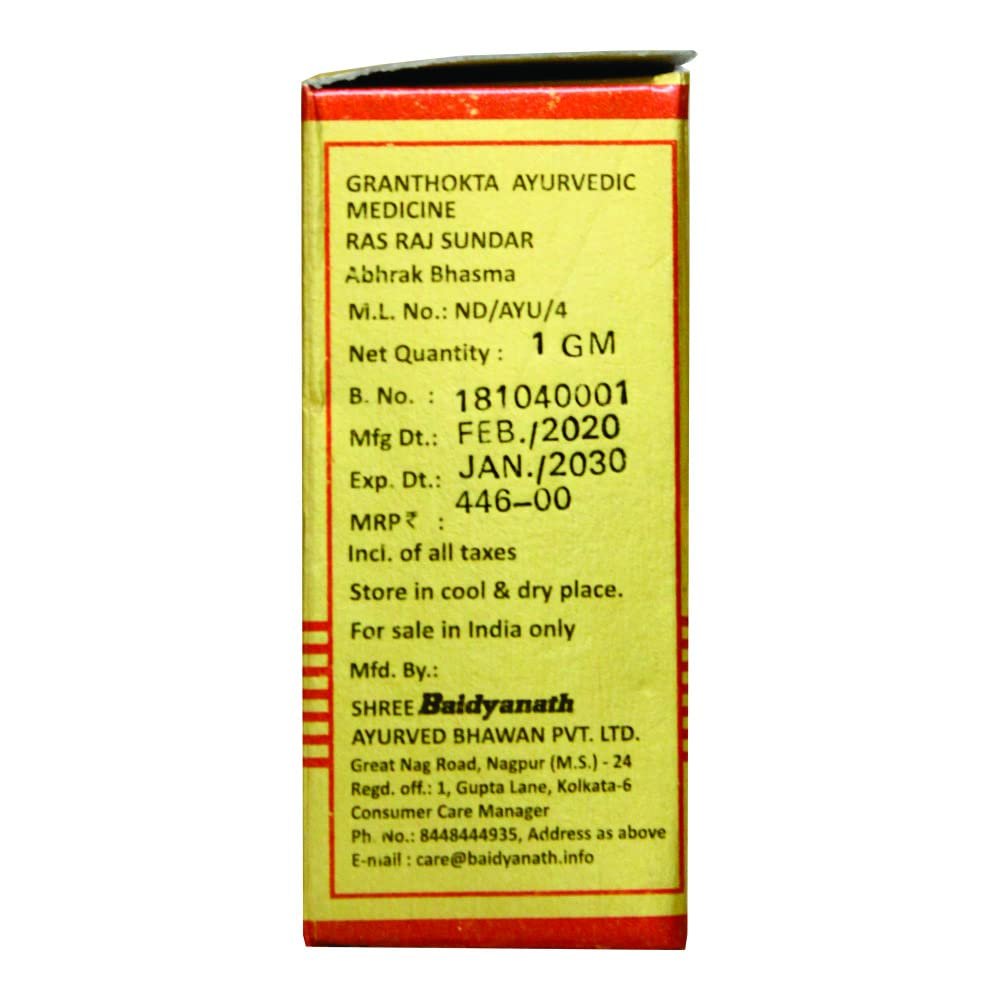 GRANTHOKTA AYURVEDIC
MEDICINE
RAS RAJ SUNDAR
Abhrak Bhasma
M.L. No.: ND/AYU/4
Net Quantity : 1 GM
B. No. : 181040001
Mfg Dt.: FEB./2020
Exp. Dt.: JAN./2030
MRP ₹ : 446-00
Incl. of all taxes
Store in cool & dry place.
For sale in India only
Mfd. By.:
SHREE Baidyanath
AYURVED BHAWAN PVT. LTD.
Great Nag Road, Nagpur (M.S.) - 24
Regd. off.: 1, Gupta Lane, Kolkata-6
Consumer Care Manager
Ph. No.: 8448444935, Address as above
E-mail : care@baidyanath.info